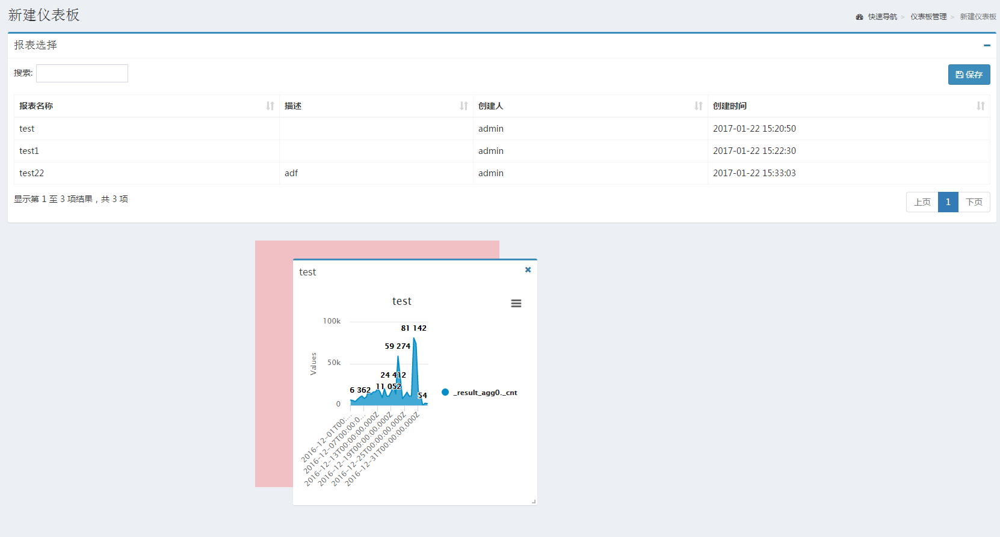 新建仪表板
快速导航 > 仪表板管理 > 新建仪表板
报表选择
搜索:
保存
报表名称 描述 创建人 创建时间
test admin 2017-01-22 15:20:50
test1 admin 2017-01-22 15:22:30
test22 adf admin 2017-01-22 15:33:03
显示第 1 至 3 项结果，共 3 项
上页 1 下页
test
test
100k
50k
0
Values
81 142
59 274
24 412
11 052
6 362
54
_result_agg0._cnt
2016-12-01T00:...
2016-12-07T00:00:0...
2016-12-13T00:00:00.000Z
2016-12-19T00:00:00.000Z
2016-12-25T00:00:00.000Z
2016-12-31T00:00:00.000Z